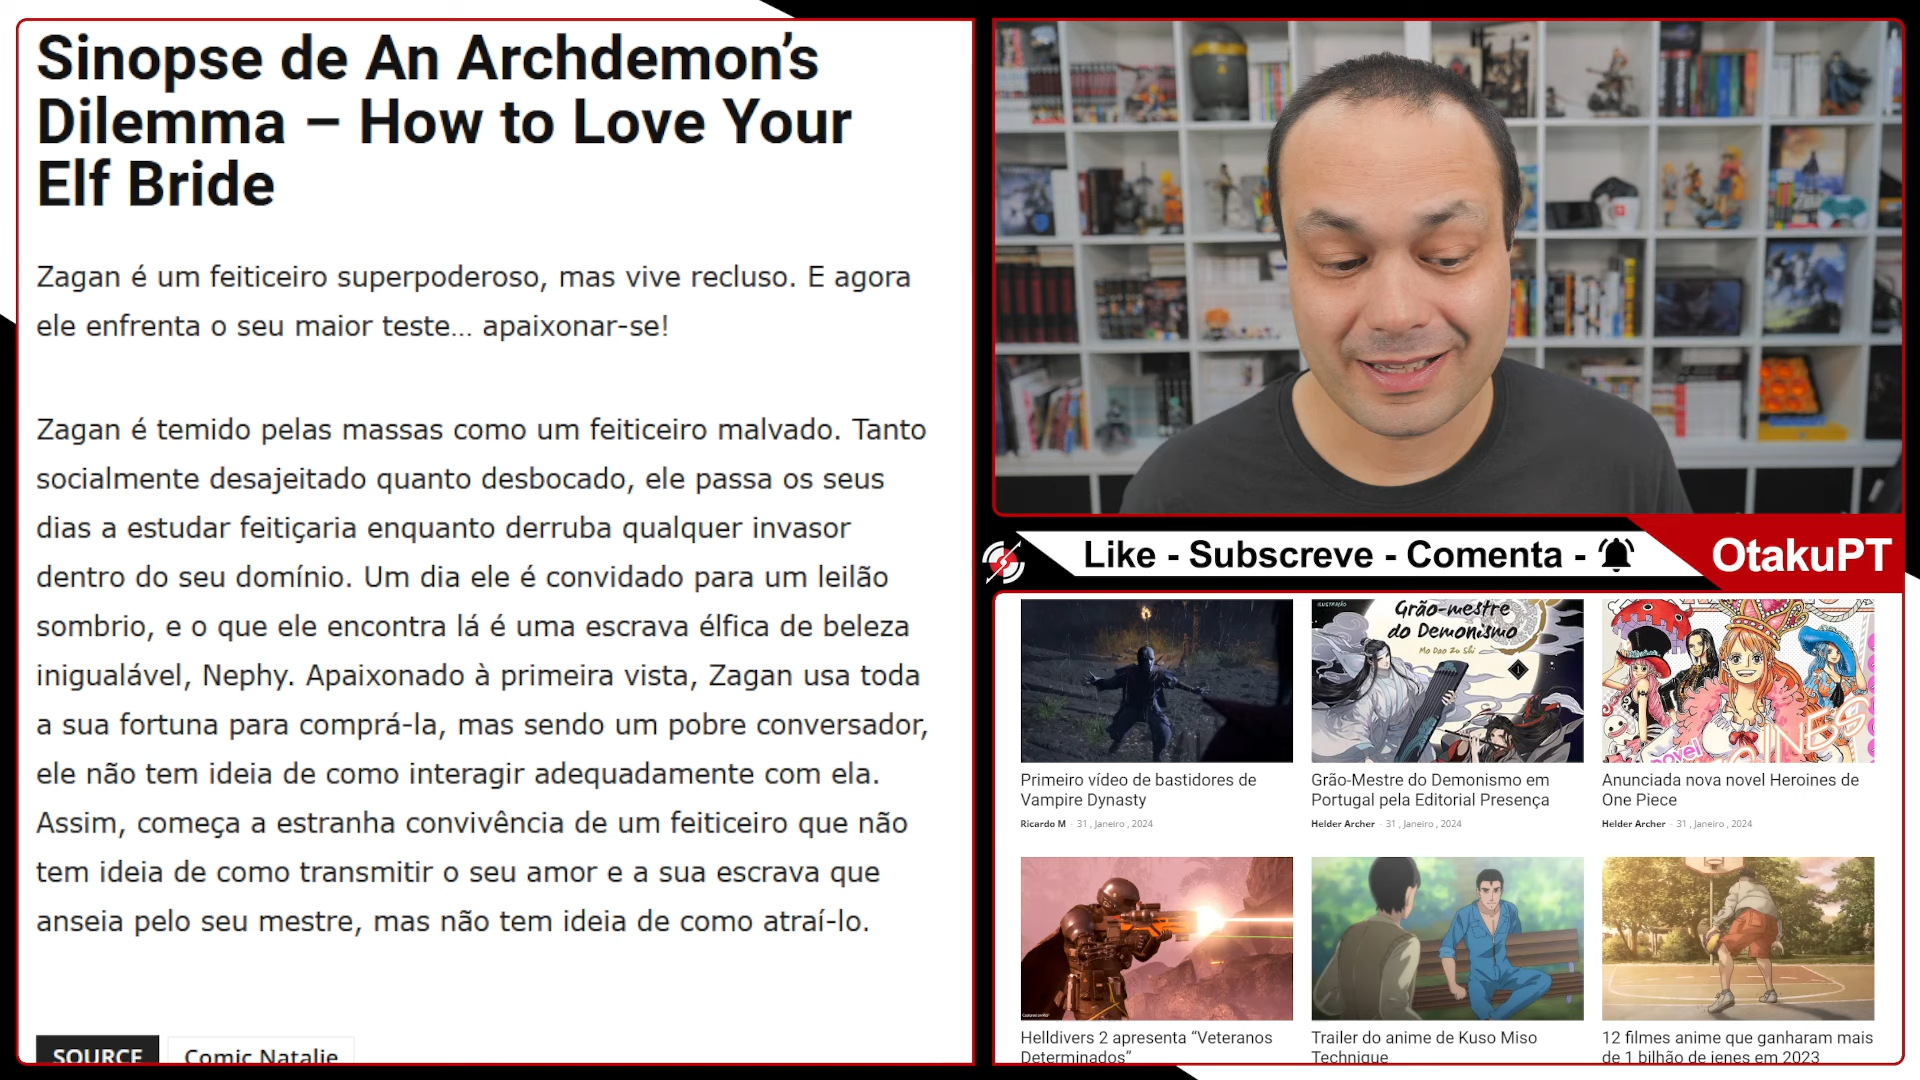 Sinopse de An Archdemon’s
Dilemma – How to Love Your
Elf Bride
Zagan é um feiticeiro superpoderoso, mas vive recluso. E agora
ele enfrenta o seu maior teste… apaixonar-se!
Zagan é temido pelas massas como um feiticeiro malvado. Tanto
socialmente desajeitado quanto desbocado, ele passa os seus
dias a estudar feitiçaria enquanto derruba qualquer invasor
dentro do seu domínio. Um dia ele é convidado para um leilão
sombrio, e o que ele encontra lá é uma escrava élfica de beleza
inigualável, Nephy. Apaixonado à primeira vista, Zagan usa toda
a sua fortuna para comprá-la, mas sendo um pobre conversador,
ele não tem ideia de como interagir adequadamente com ela.
Assim, começa a estranha convivência de um feiticeiro que não
tem ideia de como transmitir o seu amor e a sua escrava que
anseia pelo seu mestre, mas não tem ideia de como atraí-lo.
SOURCE Comic Natalie
Like - Subscreve - Comenta -
OtakuPT
Grão-mestre
do Demonismo
Mo Dao Zu Shi
1
novel
Primeiro vídeo de bastidores de
Vampire Dynasty
Ricardo M - 31 , Janeiro , 2024
Grão-Mestre do Demonismo em
Portugal pela Editorial Presença
Helder Archer - 31 , Janeiro , 2024
Anunciada nova novel Heroines de
One Piece
Helder Archer - 31 , Janeiro , 2024
Helldivers 2 apresenta “Veteranos
Determinados”
Trailer do anime de Kuso Miso
Technique
12 filmes anime que ganharam mais
de 1 bilhão de ienes em 2023